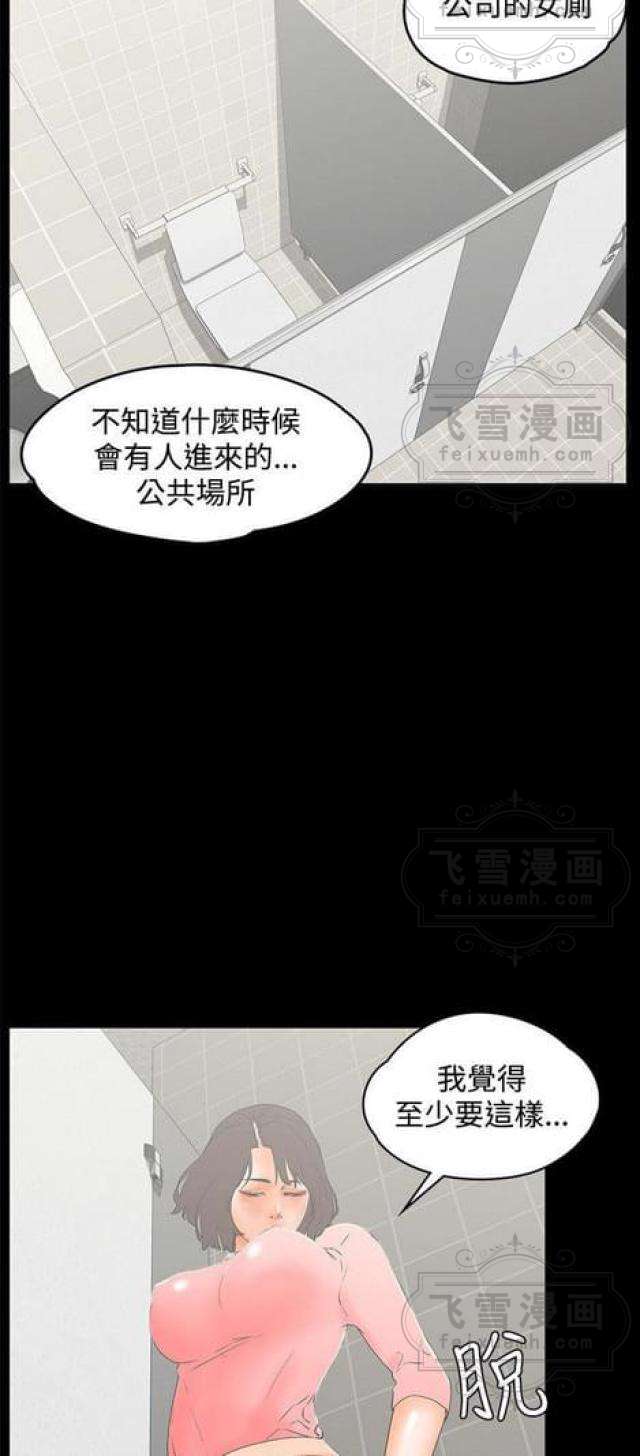 公司的女廁
飞雪漫画
feixuemh.com
不知道什麼時候
會有人進來的...
公共場所
飞雪漫画
feixuemh.com
我覺得
至少要這樣...
飞雪漫画
feixuemh.com
脫